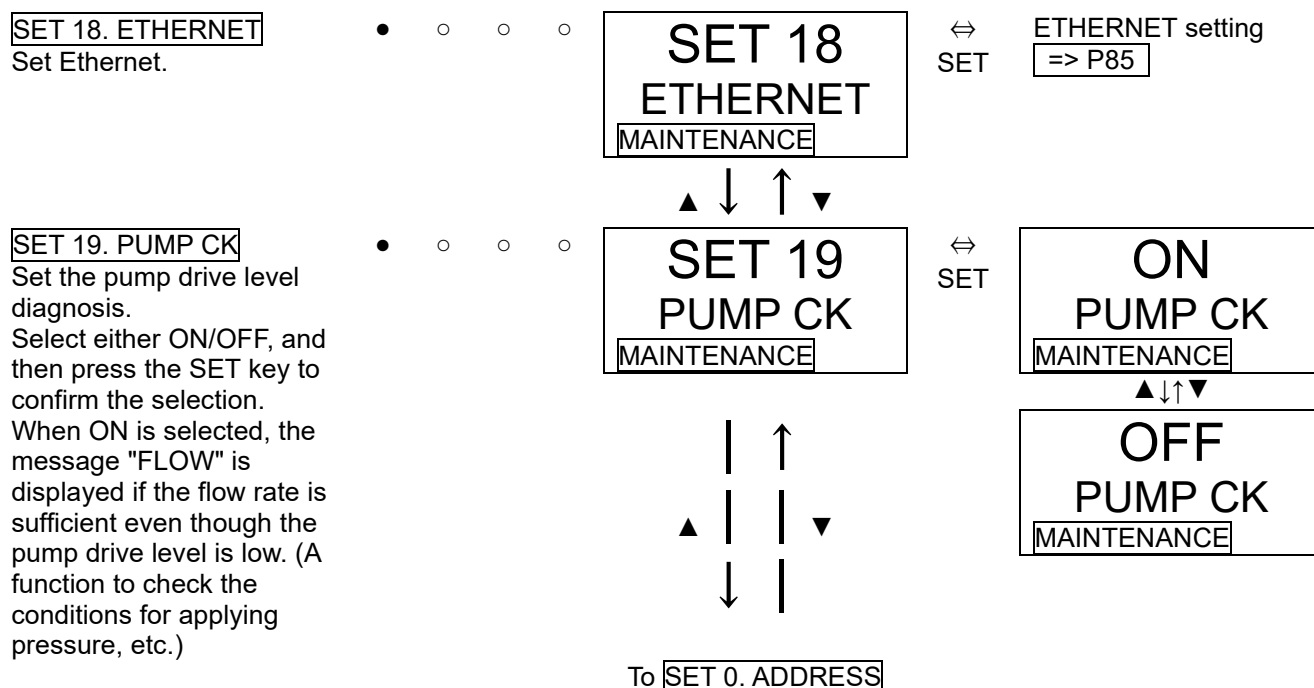 SET 18. ETHERNET
Set Ethernet.
● ○ ○ ○
SET 18
ETHERNET
MAINTENANCE
⇔
SET
ETHERNET setting
=> P85
▲ ↓ ↑ ▼
SET 19. PUMP CK
Set the pump drive level
diagnosis.
Select either ON/OFF, and
then press the SET key to
confirm the selection.
When ON is selected, the
message "FLOW" is
displayed if the flow rate is
sufficient even though the
pump drive level is low. (A
function to check the
conditions for applying
pressure, etc.)
● ○ ○ ○
SET 19
PUMP CK
MAINTENANCE
⇔
SET
ON
PUMP CK
MAINTENANCE
▲↓↑▼
OFF
PUMP CK
MAINTENANCE
▲ ↓ ↑ ▼
To SET 0. ADDRESS